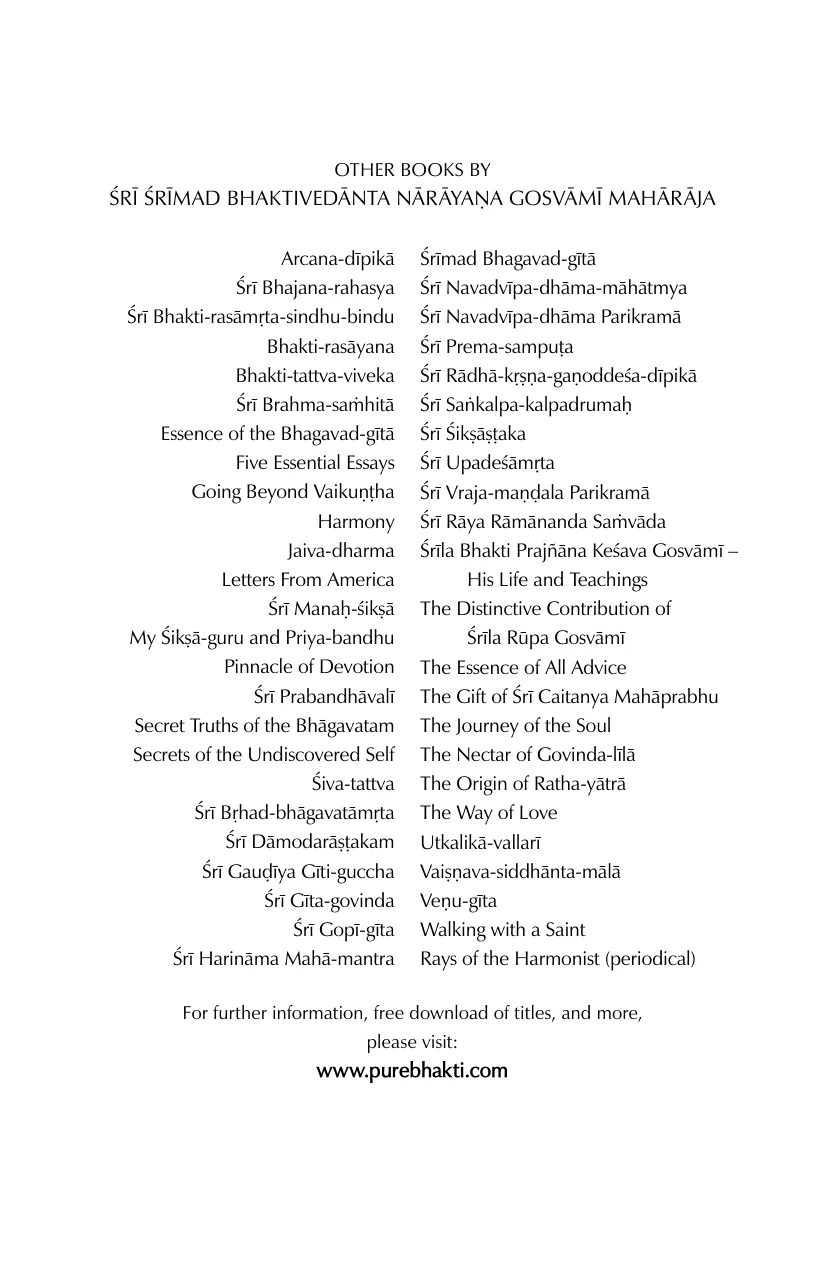 OTHER BOOKS BY
ŚRĪ ŚRĪMAD BHAKTIVEDĀNTA NĀRĀYAṆA GOSVĀMĪ MAHĀRĀJA
Arcana-dīpikā
Śrī Bhajana-rahasya
Śrī Bhakti-rasāmṛta-sindhu-bindu
Bhakti-rasāyana
Bhakti-tattva-viveka
Śrī Brahma-saṁhitā
Essence of the Bhagavad-gītā
Five Essential Essays
Going Beyond Vaikuṇṭha
Harmony
Jaiva-dharma
Letters From America
Śrī Manaḥ-śikṣā
My Śikṣā-guru and Priya-bandhu
Pinnacle of Devotion
Śrī Prabandhāvalī
Secret Truths of the Bhāgavatam
Secrets of the Undiscovered Self
Śiva-tattva
Śrī Bṛhad-bhāgavatāmṛta
Śrī Dāmodarāṣṭakam
Śrī Gauḍīya Gīti-guccha
Śrī Gīta-govinda
Śrī Gopī-gīta
Śrī Harināma Mahā-mantra
Śrīmad Bhagavad-gītā
Śrī Navadvīpa-dhāma-māhātmya
Śrī Navadvīpa-dhāma Parikramā
Śrī Prema-sampuṭa
Śrī Rādhā-kṛṣṇa-gaṇoddeśa-dīpikā
Śrī Saṅkalpa-kalpadrumaḥ
Śrī Śikṣāṣṭaka
Śrī Upadeśāmṛta
Śrī Vraja-maṇḍala Parikramā
Śrī Rāya Rāmānanda Saṁvāda
Śrīla Bhakti Prajñāna Keśava Gosvāmī –
His Life and Teachings
The Distinctive Contribution of
Śrīla Rūpa Gosvāmī
The Essence of All Advice
The Gift of Śrī Caitanya Mahāprabhu
The Journey of the Soul
The Nectar of Govinda-līlā
The Origin of Ratha-yātrā
The Way of Love
Utkalikā-vallarī
Vaiṣṇava-siddhānta-mālā
Veṇu-gīta
Walking with a Saint
Rays of the Harmonist (periodical)
For further information, free download of titles, and more,
please visit:
www.purebhakti.com